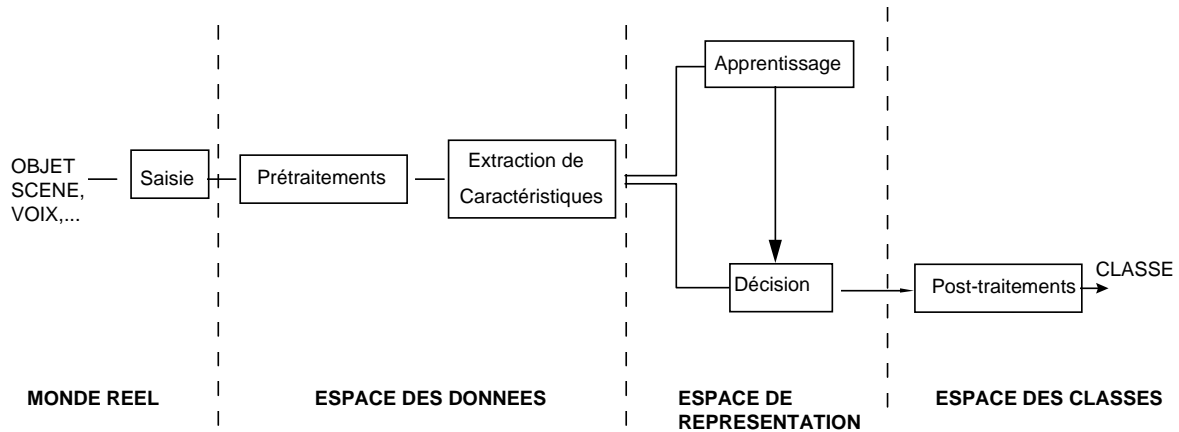 OBJET
SCENE,
VOIX,...
Saisie
Prétraitements
Extraction de
Caractéristiques
Apprentissage
Décision
Post-traitements
CLASSE
MONDE REEL
ESPACE DES DONNEES
ESPACE DE
REPRESENTATION
ESPACE DES CLASSES